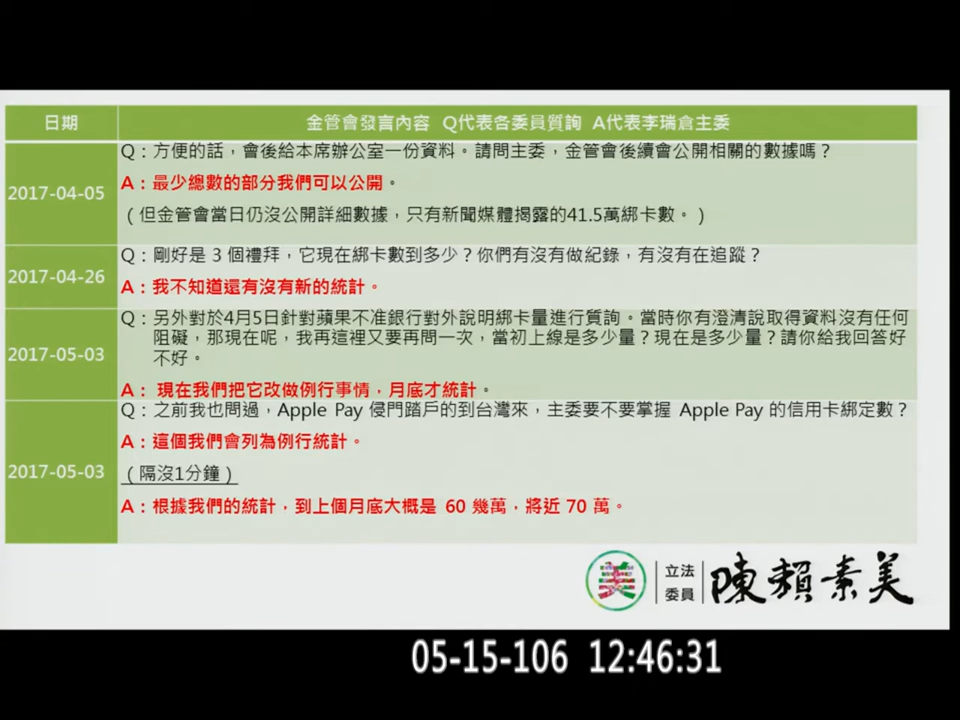 日期
金管會發言內容 Q代表各委員質詢 A代表李瑞倉主委
2017-04-05
Q：方便的話，會後給本席辦公室一份資料。請問主委，金管會後續會公開相關的數據嗎？
A：最少總數的部分我們可以公開。
（但金管會當日仍沒公開詳細數據，只有新聞媒體揭露的41.5萬綁卡數。）
2017-04-26
Q：剛好是 3 個禮拜，它現在綁卡數到多少？你們有沒有做紀錄，有沒有在追蹤？
A：我不知道還有沒有新的統計。
2017-05-03
Q：另外對於4月5日針對蘋果不准銀行對外說明綁卡量進行質詢。當時你有澄清說取得資料沒有任何
阻礙，那現在呢，我再這裡又要再問一次，當初上線是多少量？現在是多少量？請你給我回答好
不好。
A： 現在我們把它改做例行事情，月底才統計。
2017-05-03
Q：之前我也問過，Apple Pay 侵門踏戶的到台灣來，主委要不要掌握 Apple Pay 的信用卡綁定數？
A：這個我們會列為例行統計。
（隔沒1分鐘）
A：根據我們的統計，到上個月底大概是 60 幾萬，將近 70 萬。
美
立法
委員
陳賴素美
05-15-106 12:46:31